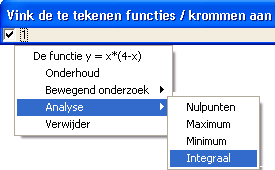 Vink de te tekenen functies / krommen aan
1
De functie y = x*(4-x)
Onderhoud
Bewegend onderzoek
Analyse
Verwijder
Nulpunten
Maximum
Minimum
Integraal